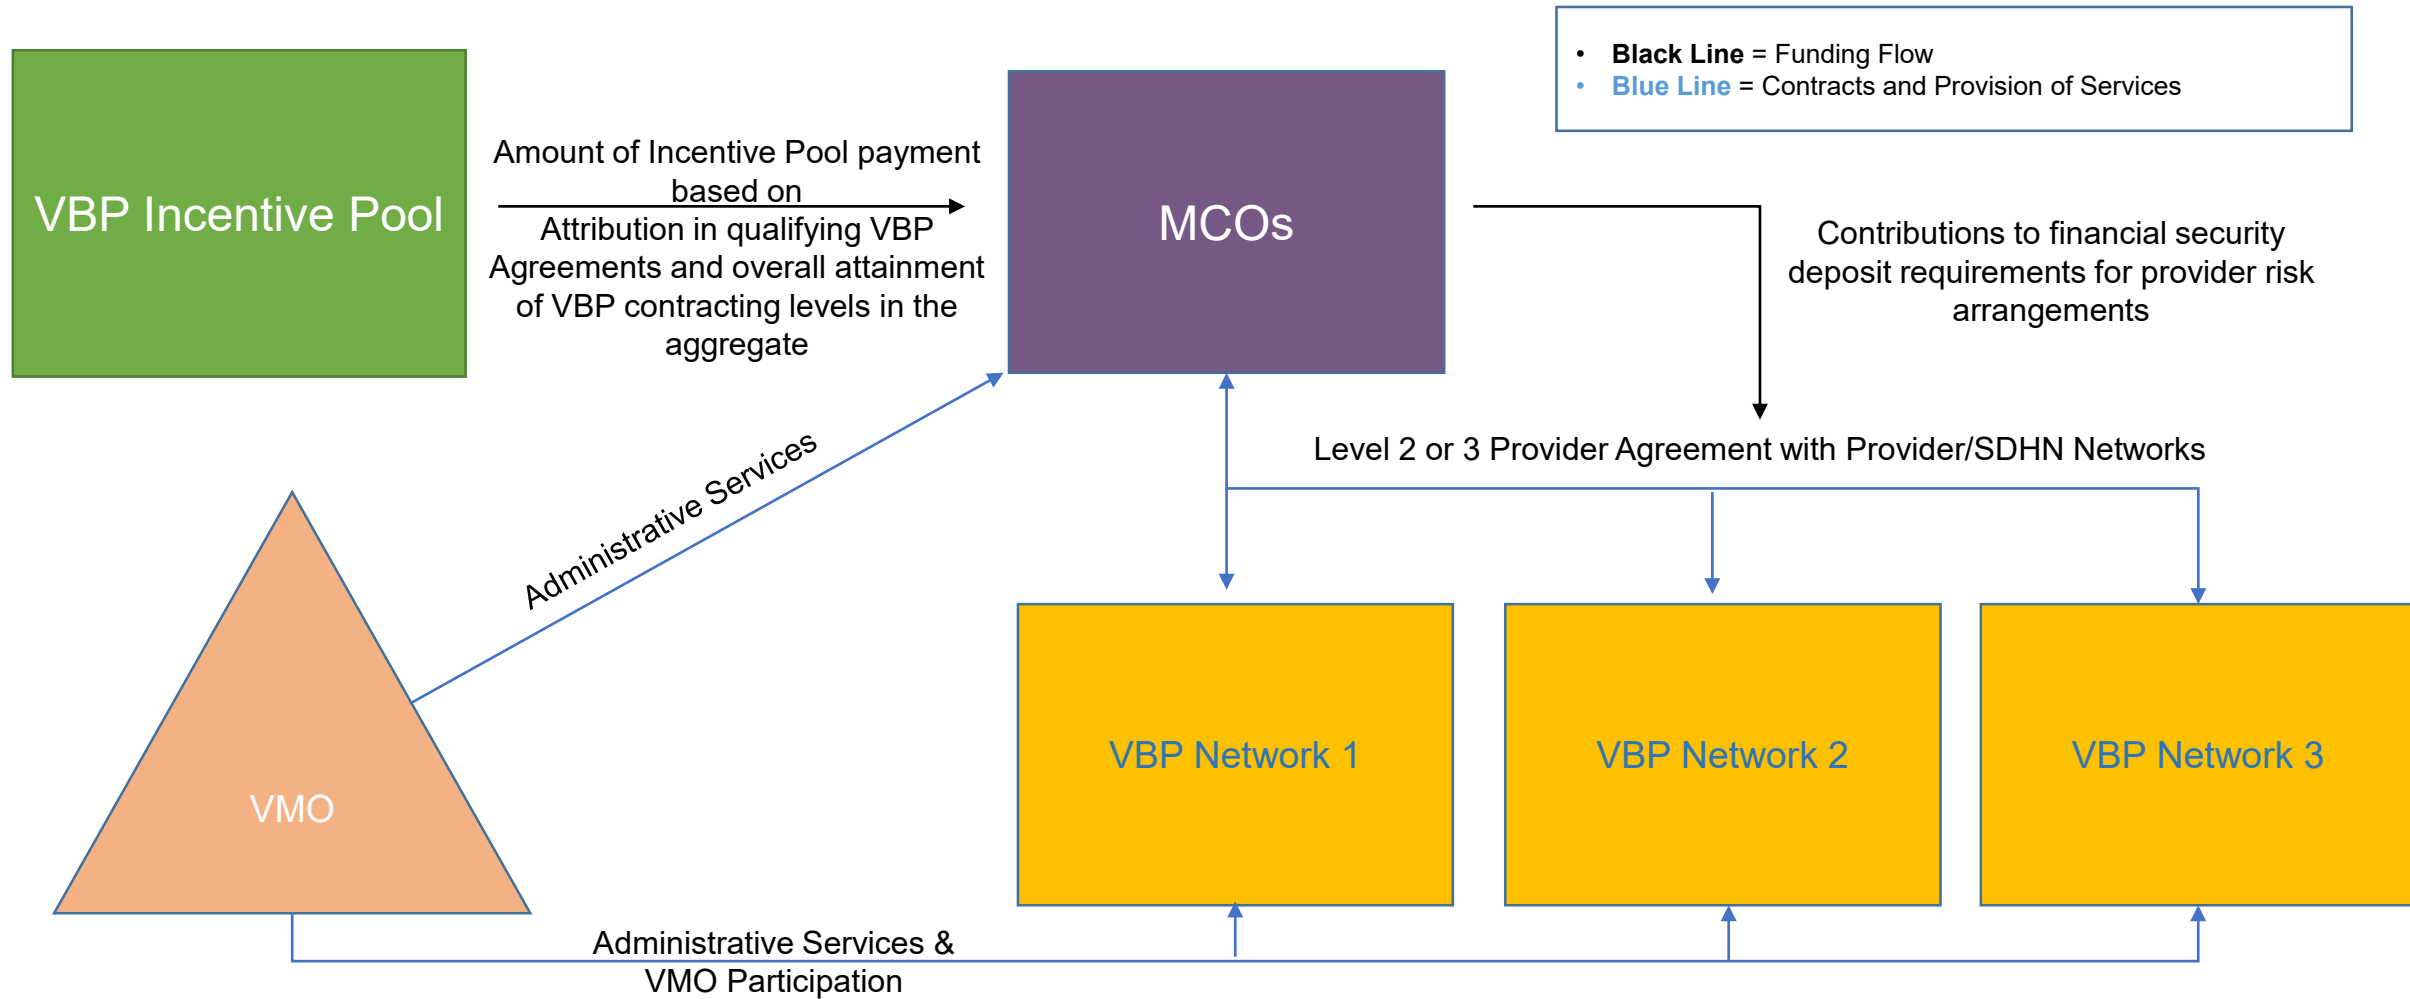 • Black Line = Funding Flow
• Blue Line = Contracts and Provision of Services
VBP Incentive Pool
Amount of Incentive Pool payment
based on
Attribution in qualifying VBP
Agreements and overall attainment
of VBP contracting levels in the
aggregate
MCOs
Contributions to financial security
deposit requirements for provider risk
arrangements
Administrative Services
Level 2 or 3 Provider Agreement with Provider/SDHN Networks
VMO
VBP Network 1
VBP Network 2
VBP Network 3
Administrative Services &
VMO Participation